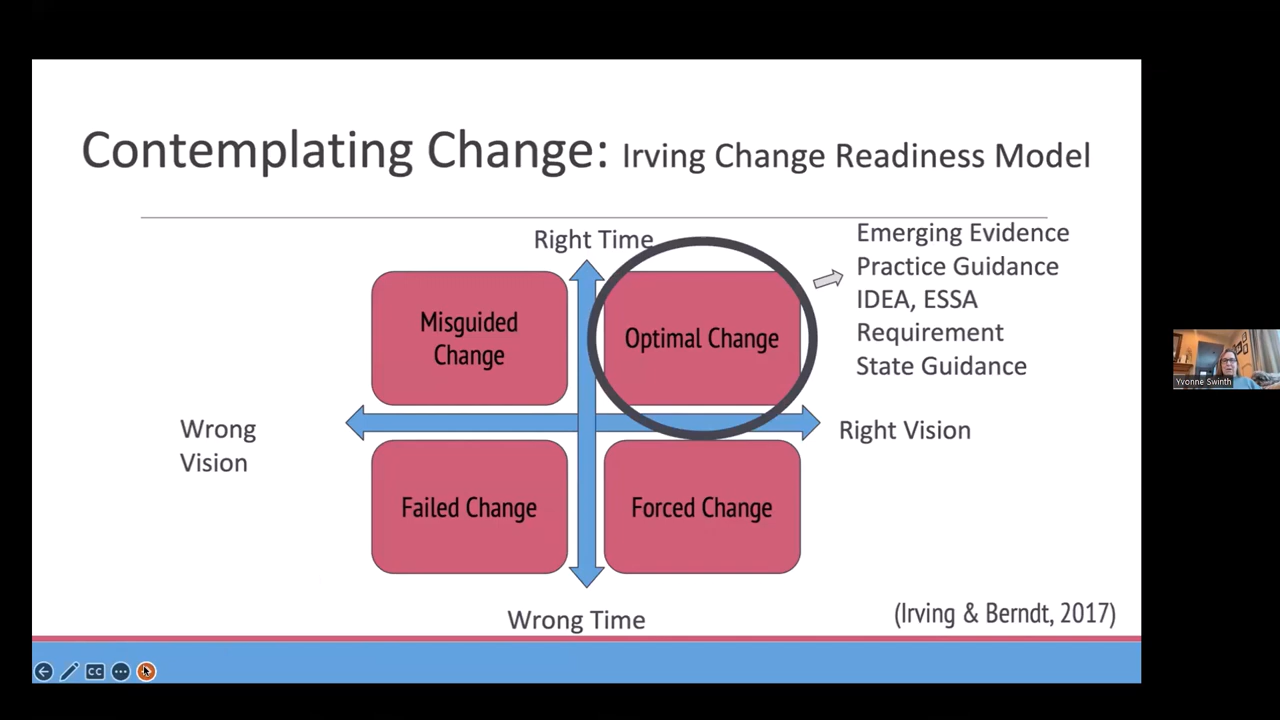 Contemplating Change: Irving Change Readiness Model
Right Time
Emerging Evidence
Practice Guidance
IDEA, ESSA
Requirement
State Guidance
Misguided
Change
Optimal Change
Wrong
Vision
Right Vision
Failed Change
Forced Change
Wrong Time
(Irving & Berndt, 2017)
CC
Yvonne Swinth